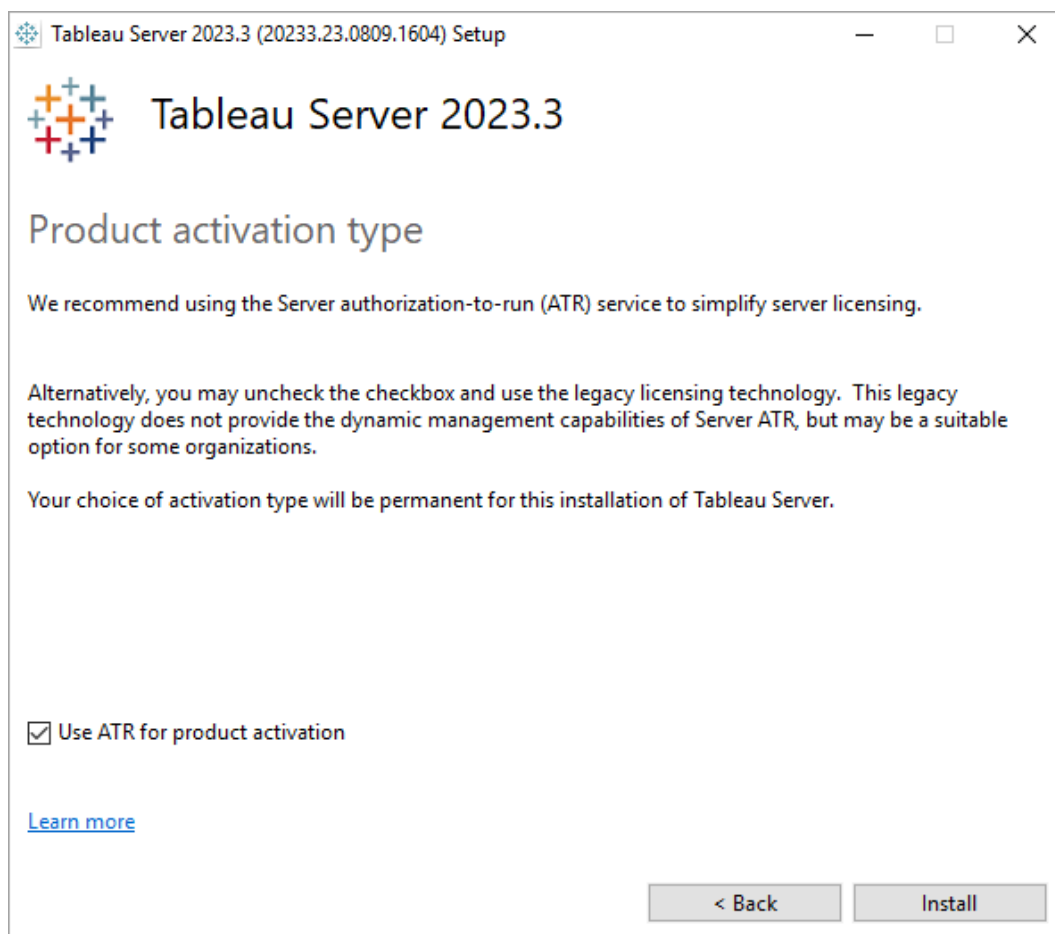 Tableau Server 2023.3 (20233.23.0809.1604) Setup
Tableau Server 2023.3
Product activation type
We recommend using the Server authorization-to-run (ATR) service to simplify server licensing.
Alternatively, you may uncheck the checkbox and use the legacy licensing technology.  This legacy
technology does not provide the dynamic management capabilities of Server ATR, but may be a suitable
option for some organizations.
Your choice of activation type will be permanent for this installation of Tableau Server.
Use ATR for product activation
Learn more
< Back
Install